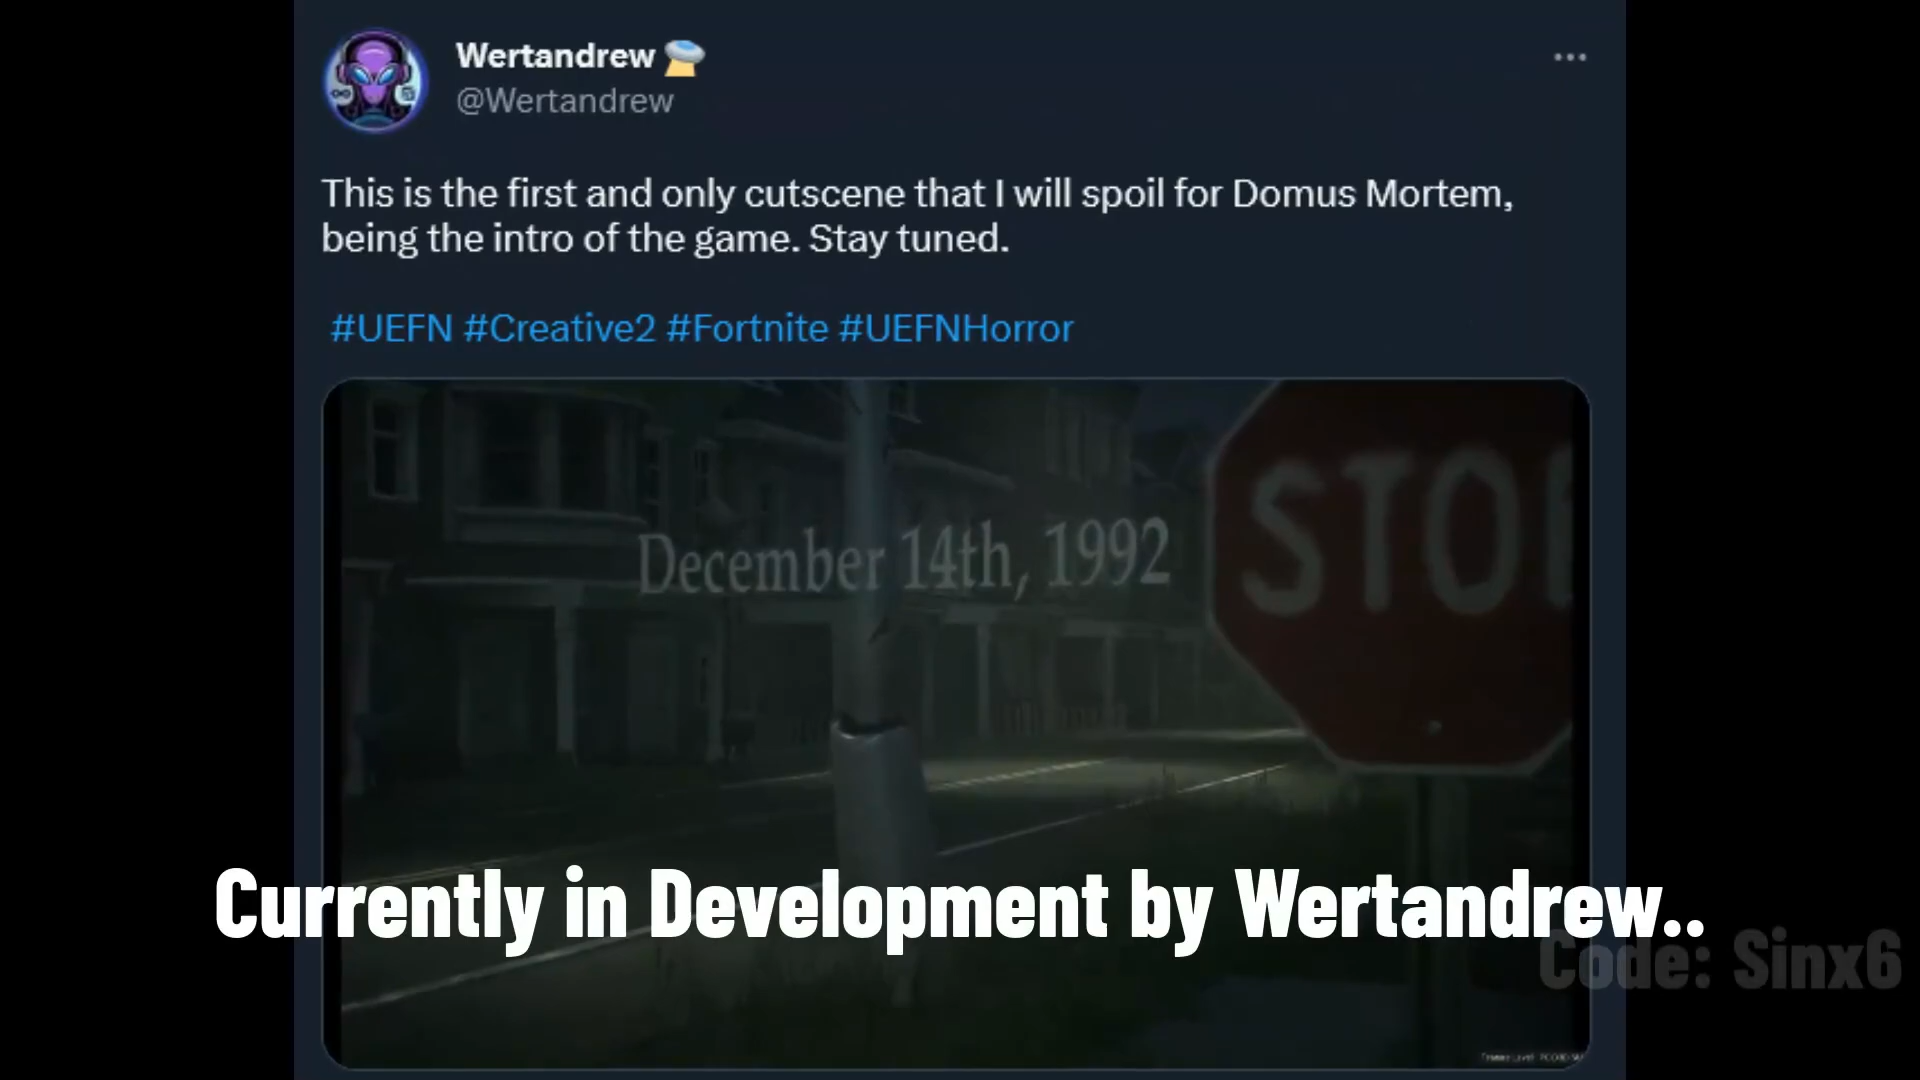 Wertandrew
@Wertandrew
This is the first and only cutscene that I will spoil for Domus Mortem,
being the intro of the game. Stay tuned.
#UEFN #Creative2 #Fortnite #UEFNHorror
December 14th, 1992
STO
Currently in Development by Wertandrew..
Code: Sinx6